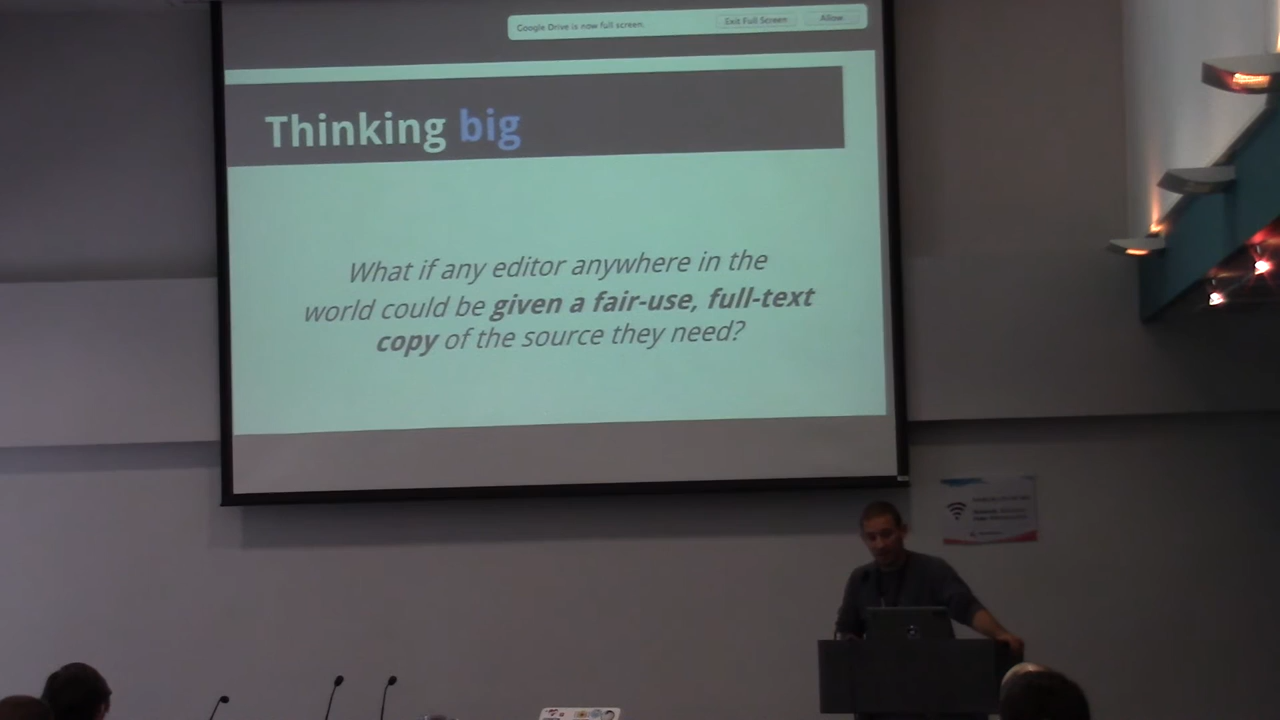 Google Drive is now full screen.
Exit Full Screen
Allow
Thinking big
What if any editor anywhere in the
world could be given a fair-use, full-text
copy of the source they need?